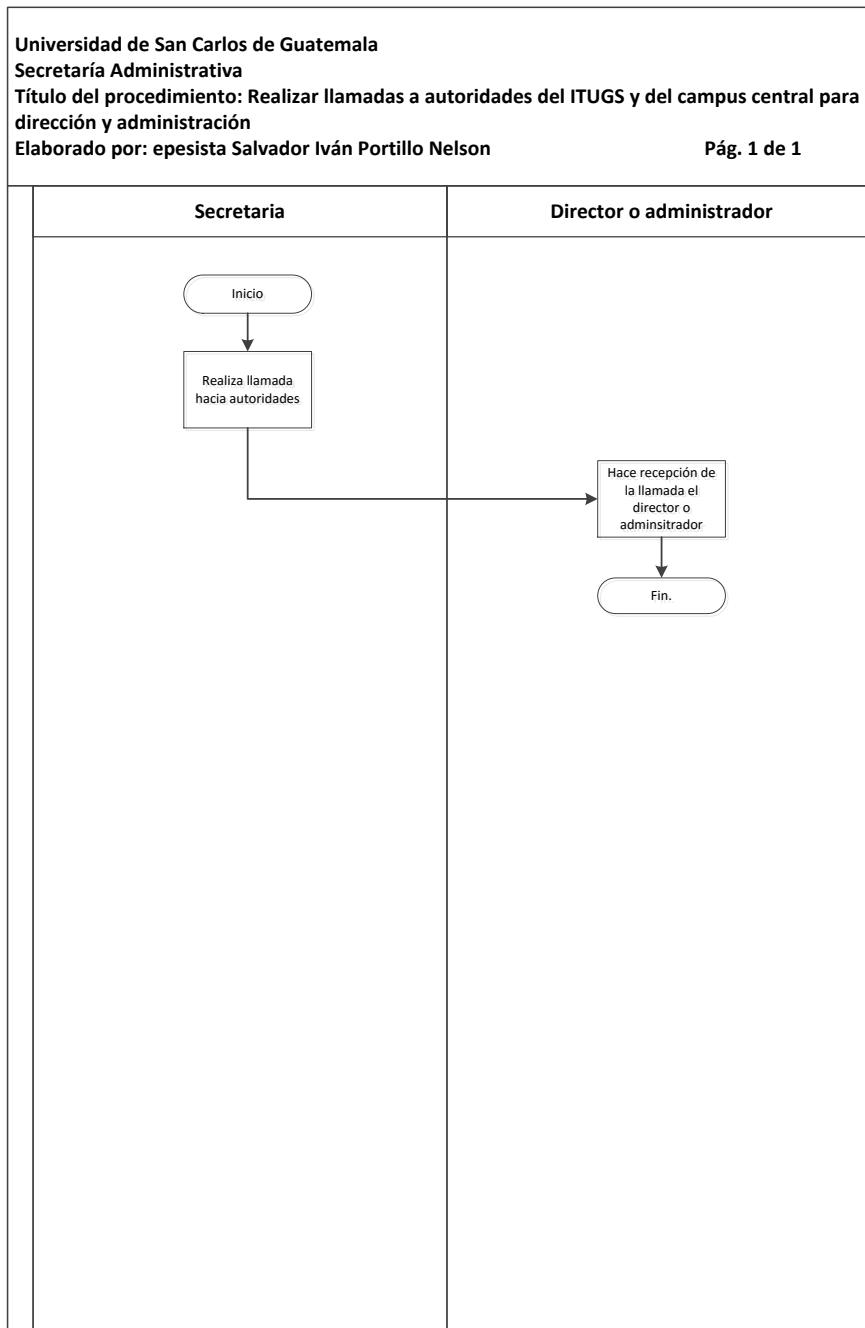 Universidad de San Carlos de Guatemala
Secretaría Administrativa
Título del procedimiento: Realizar llamadas a autoridades del ITUGS y del campus central para
dirección y administración
Elaborado por: epesista Salvador Iván Portillo Nelson Pág. 1 de 1
Secretaria Director o administrador
Inicio
Realiza llamada
hacia autoridades
Hace recepción de
la llamada el
director o
adminsitrador
Fin.